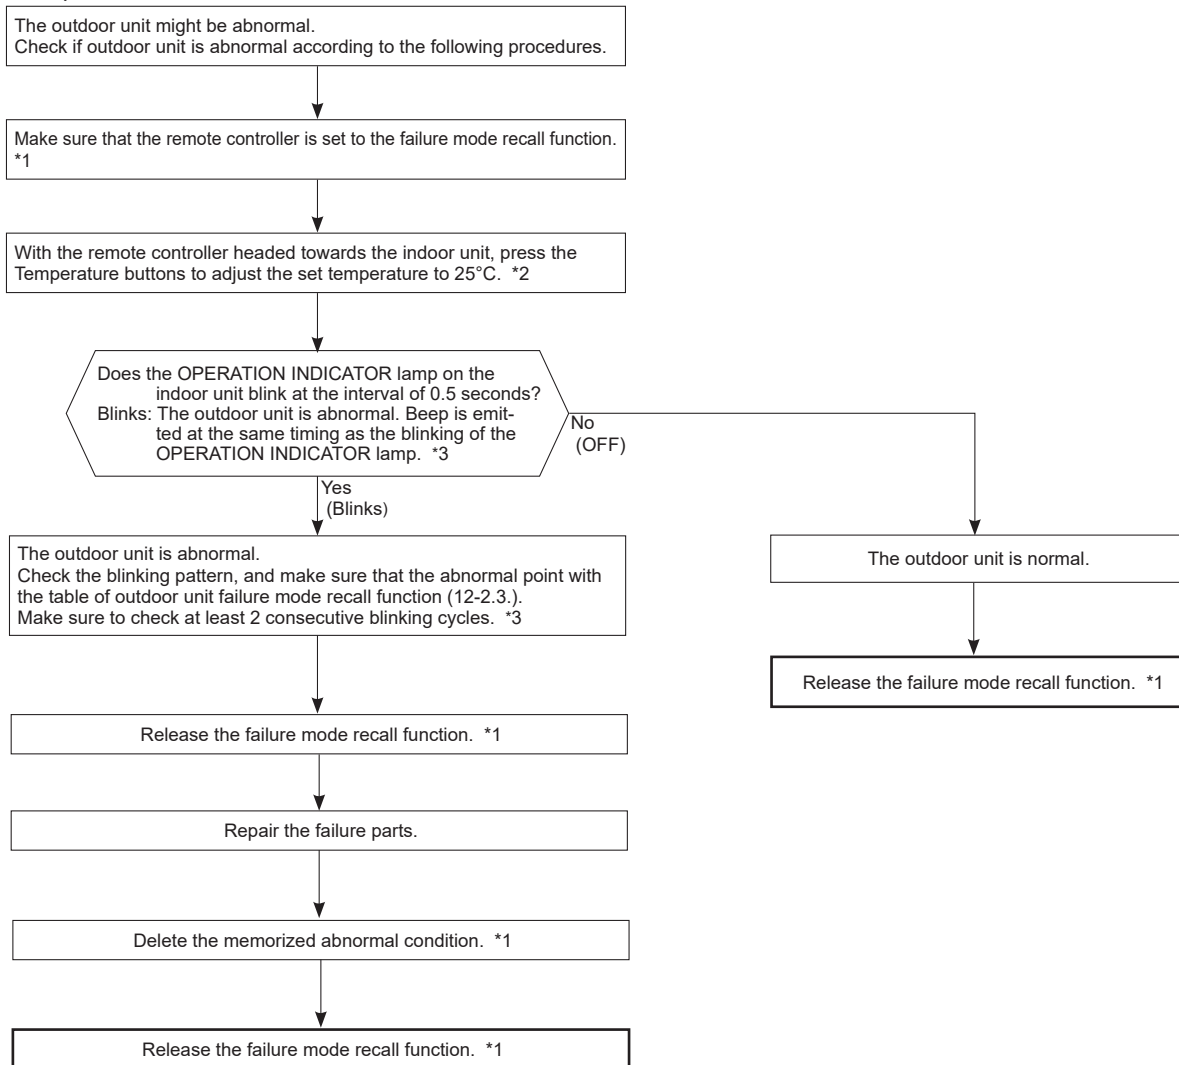 The outdoor unit might be abnormal.
Check if outdoor unit is abnormal according to the following procedures.
Make sure that the remote controller is set to the failure mode recall function.
*1
With the remote controller headed towards the indoor unit, press the
Temperature buttons to adjust the set temperature to 25°C. *2
Does the OPERATION INDICATOR lamp on the
indoor unit blink at the interval of 0.5 seconds?
Blinks: The outdoor unit is abnormal. Beep is emit-
ted at the same timing as the blinking of the
OPERATION INDICATOR lamp. *3
No
(OFF)
Yes
(Blinks)
The outdoor unit is abnormal.
Check the blinking pattern, and make sure that the abnormal point with
the table of outdoor unit failure mode recall function (12-2.3.).
Make sure to check at least 2 consecutive blinking cycles. *3
The outdoor unit is normal.
Release the failure mode recall function. *1
Release the failure mode recall function. *1
Repair the failure parts.
Delete the memorized abnormal condition. *1
Release the failure mode recall function. *1